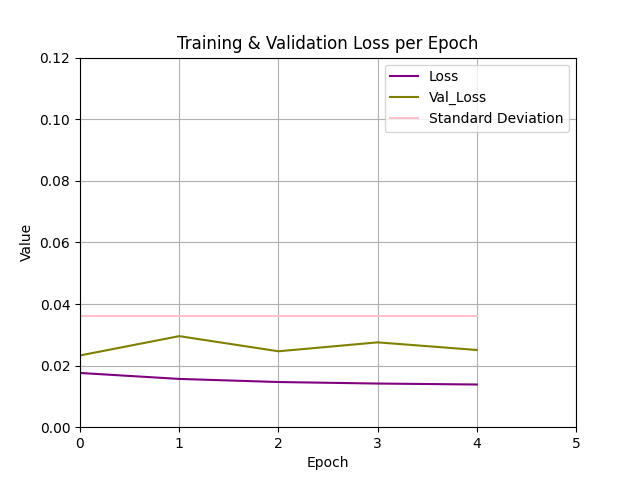 Training & Validation Loss per Epoch
0.12
0.10
0.08
0.06
0.04
0.02
0.00
Value
Loss
Val_Loss
Standard Deviation
0 1 2 3 4 5
Epoch